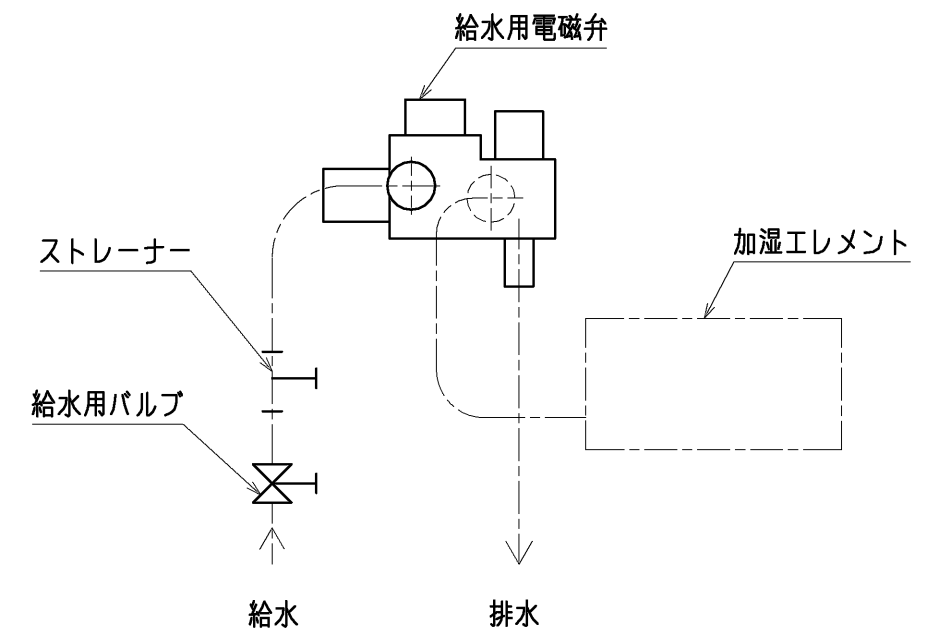 給水用電磁弁
ストレーナー
加湿エレメント
給水用バルブ
給水
排水